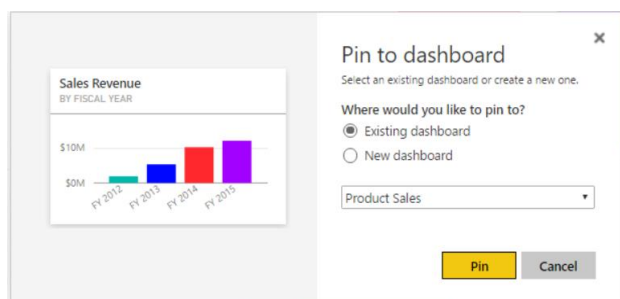 Sales Revenue
BY FISCAL YEAR
$10M
$0M
FY 2012
FY 2013
FY 2014
FY 2015
Pin to dashboard
Select an existing dashboard or create a new one.
Where would you like to pin to?
Existing dashboard
New dashboard
Product Sales
Pin
Cancel